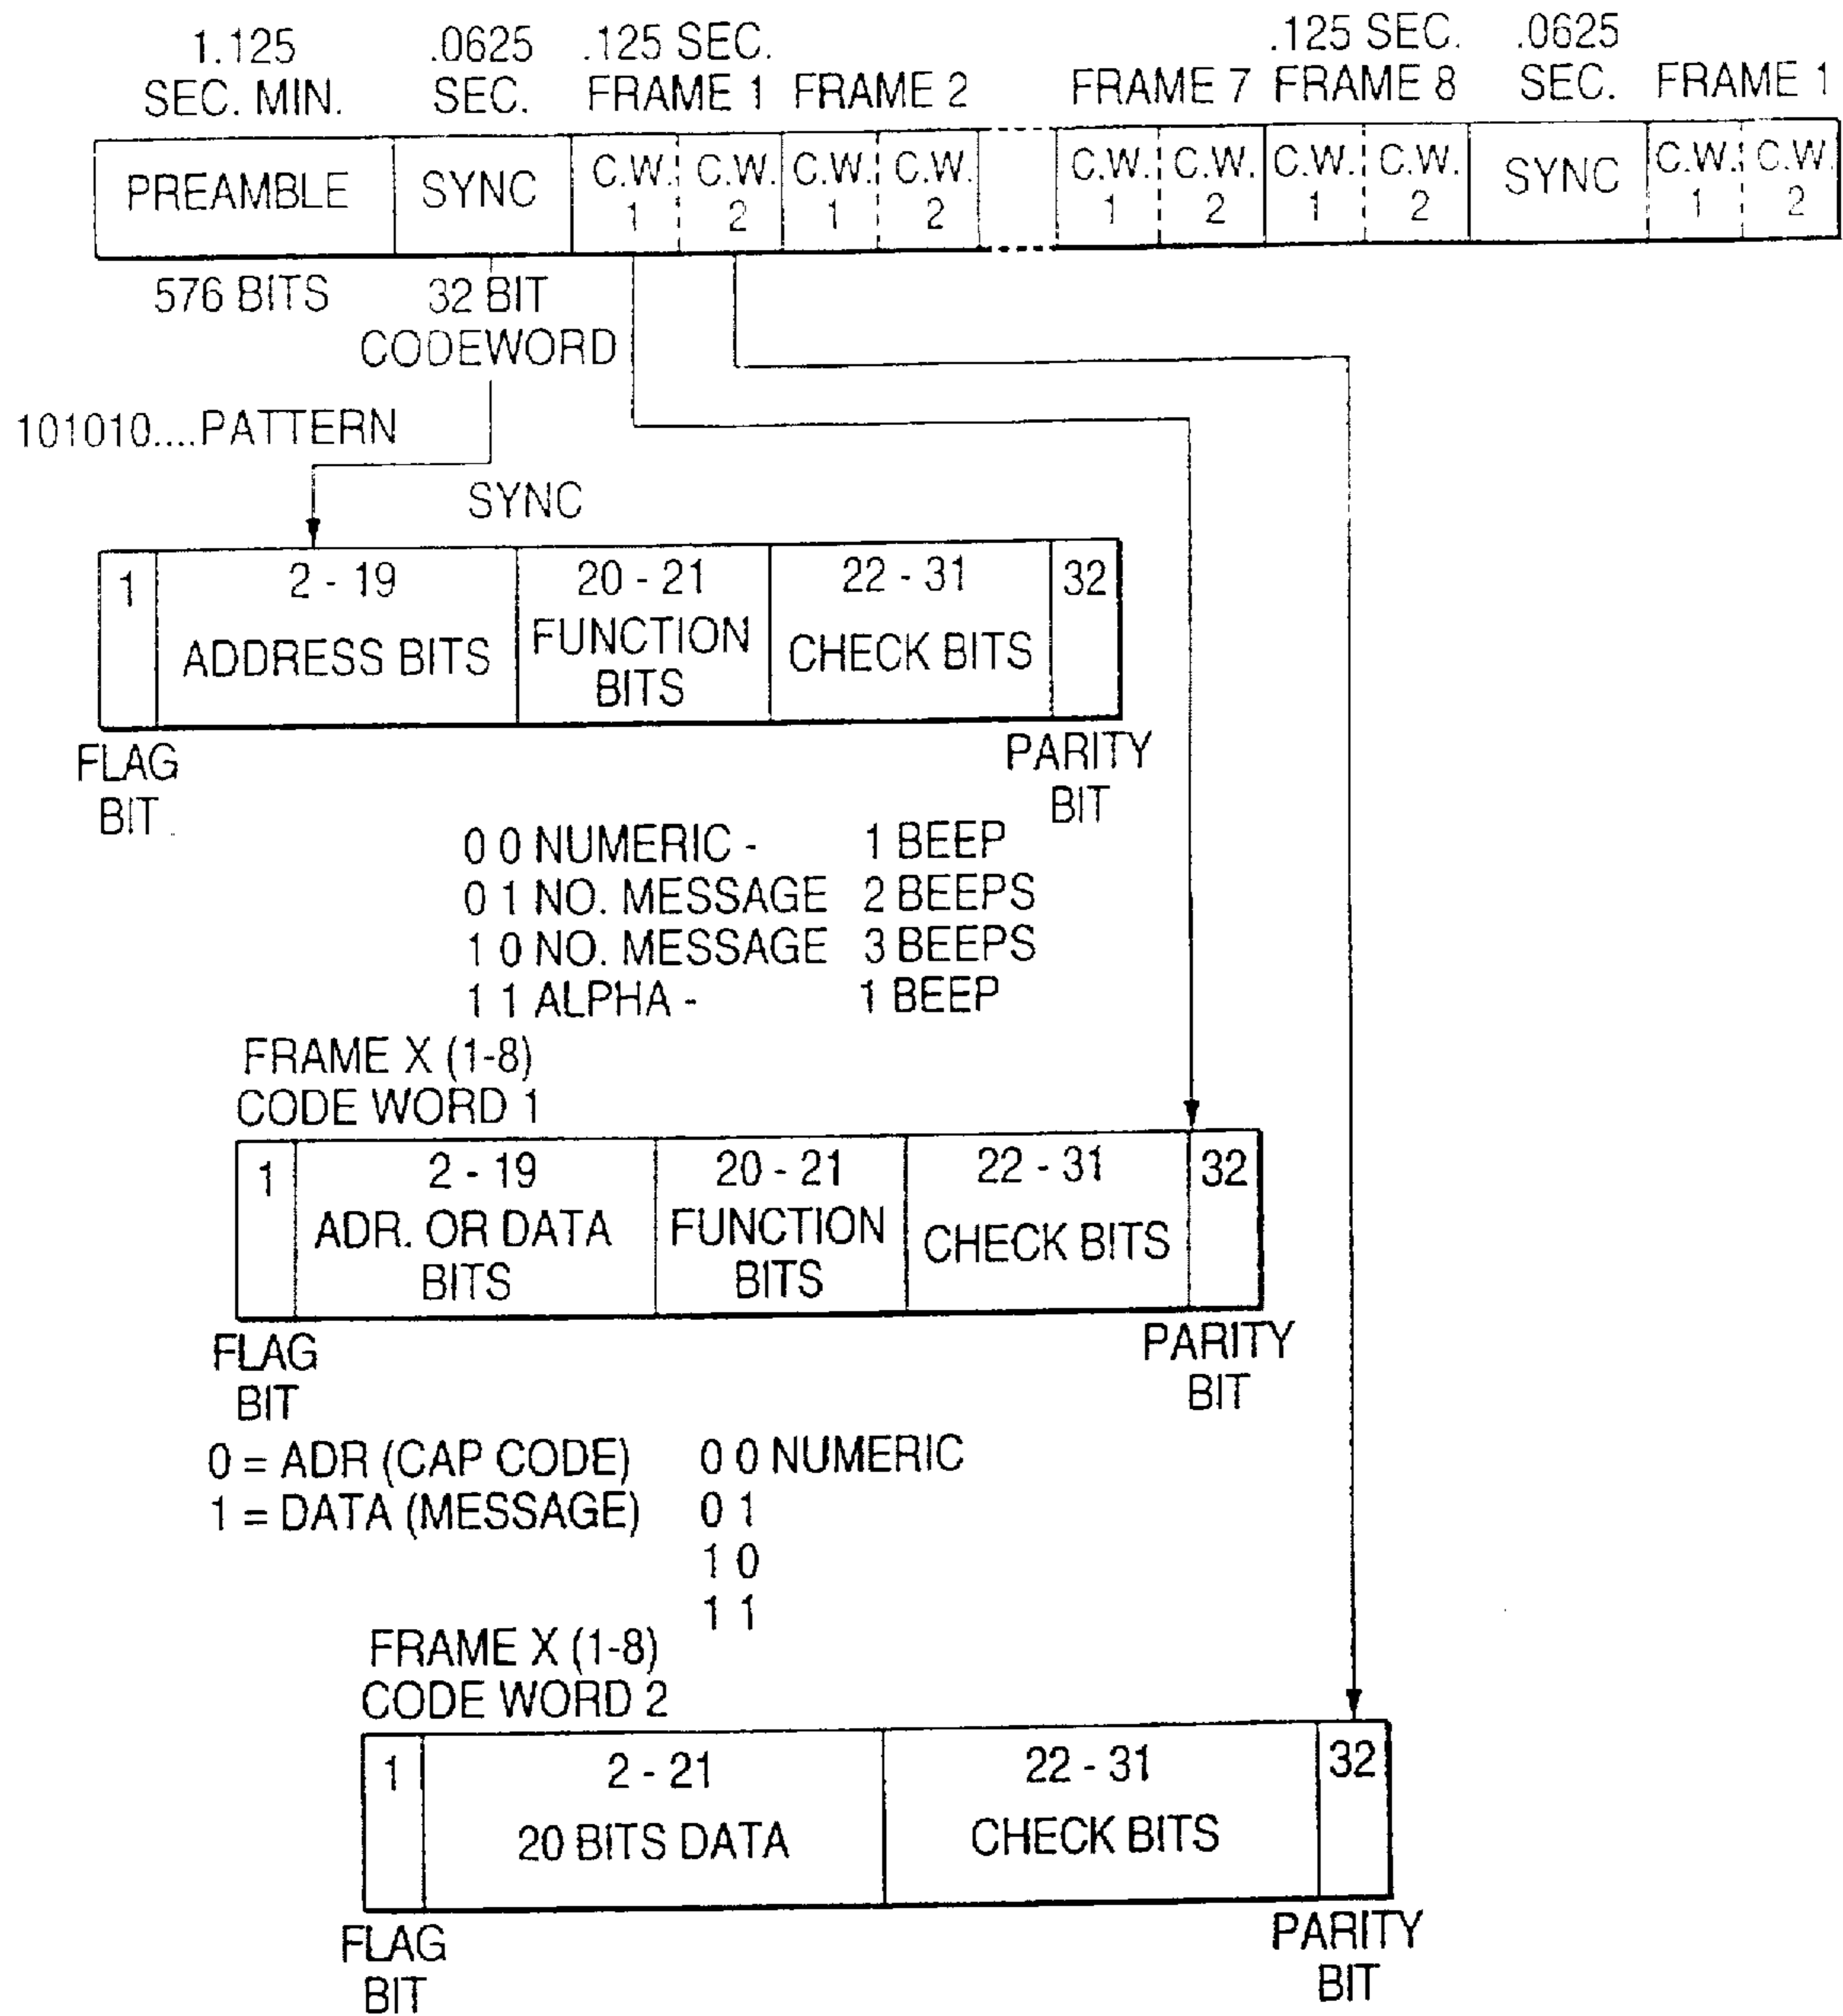 1.125 .0625 .125 SEC. .125 SEC. .0625
SEC. MIN. SEC. FRAME 1 FRAME 2 FRAME 7 FRAME 8 SEC. FRAME 1
PREAMBLE SYNC C.W. C.W. C.W. C.W. C.W. C.W. C.W. C.W. SYNC C.W. C.W.
1 2 1 2 1 2 1 2 1 2
576 BITS 32 BIT
CODEWORD
101010....PATTERN
SYNC
1 2 - 19 20 - 21 22 - 31 32
ADDRESS BITS FUNCTION CHECK BITS
BITS
FLAG PARITY
BIT BIT
0 0 NUMERIC - 1 BEEP
0 1 NO. MESSAGE 2 BEEPS
1 0 NO. MESSAGE 3 BEEPS
1 1 ALPHA - 1 BEEP
FRAME X (1-8)
CODE WORD 1
1 2 - 19 20 - 21 22 - 31 32
ADR. OR DATA FUNCTION CHECK BITS
BITS BITS
FLAG PARITY
BIT BIT
0 = ADR (CAP CODE) 0 0 NUMERIC
1 = DATA (MESSAGE) 0 1
1 0
1 1
FRAME X (1-8)
CODE WORD 2
1 2 - 21 22 - 31 32
20 BITS DATA CHECK BITS
FLAG PARITY
BIT BIT